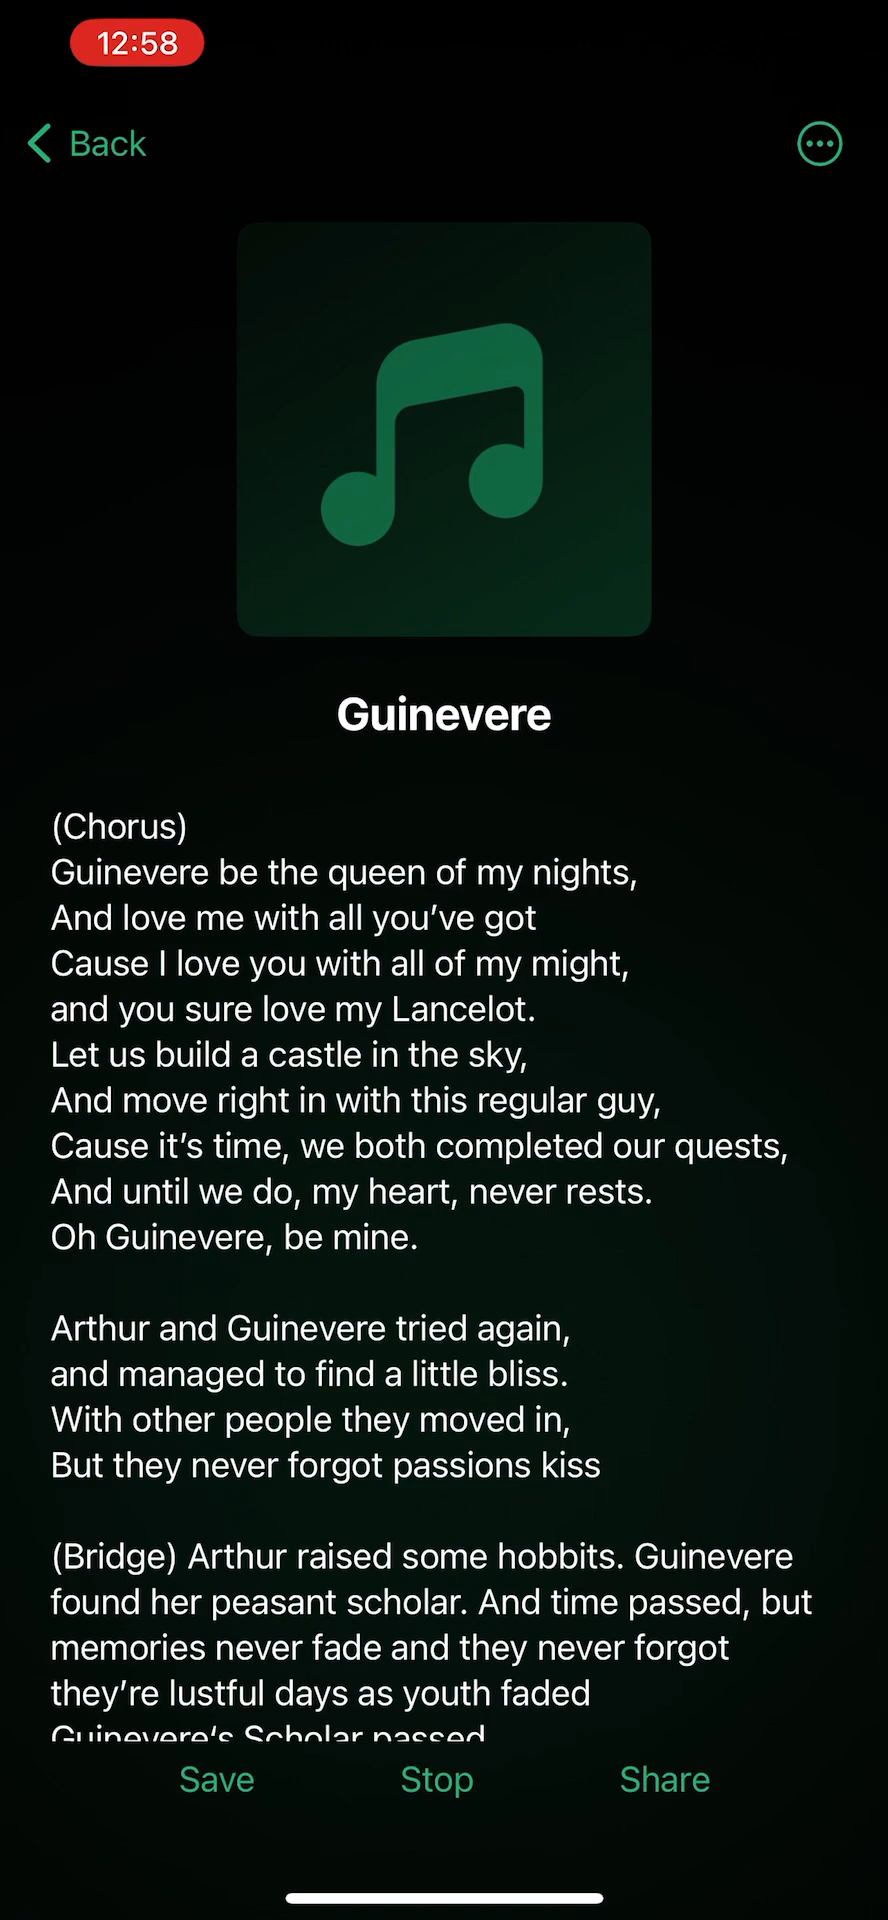 12:58
Back
Guinevere
(Chorus)
Guinevere be the queen of my nights,
And love me with all you’ve got
Cause I love you with all of my might,
and you sure love my Lancelot.
Let us build a castle in the sky,
And move right in with this regular guy,
Cause it’s time, we both completed our quests,
And until we do, my heart, never rests.
Oh Guinevere, be mine.
Arthur and Guinevere tried again,
and managed to find a little bliss.
With other people they moved in,
But they never forgot passions kiss
(Bridge) Arthur raised some hobbits. Guinevere
found her peasant scholar. And time passed, but
memories never fade and they never forgot
they’re lustful days as youth faded
Guinevere‘s Scholar passed
Save Stop Share